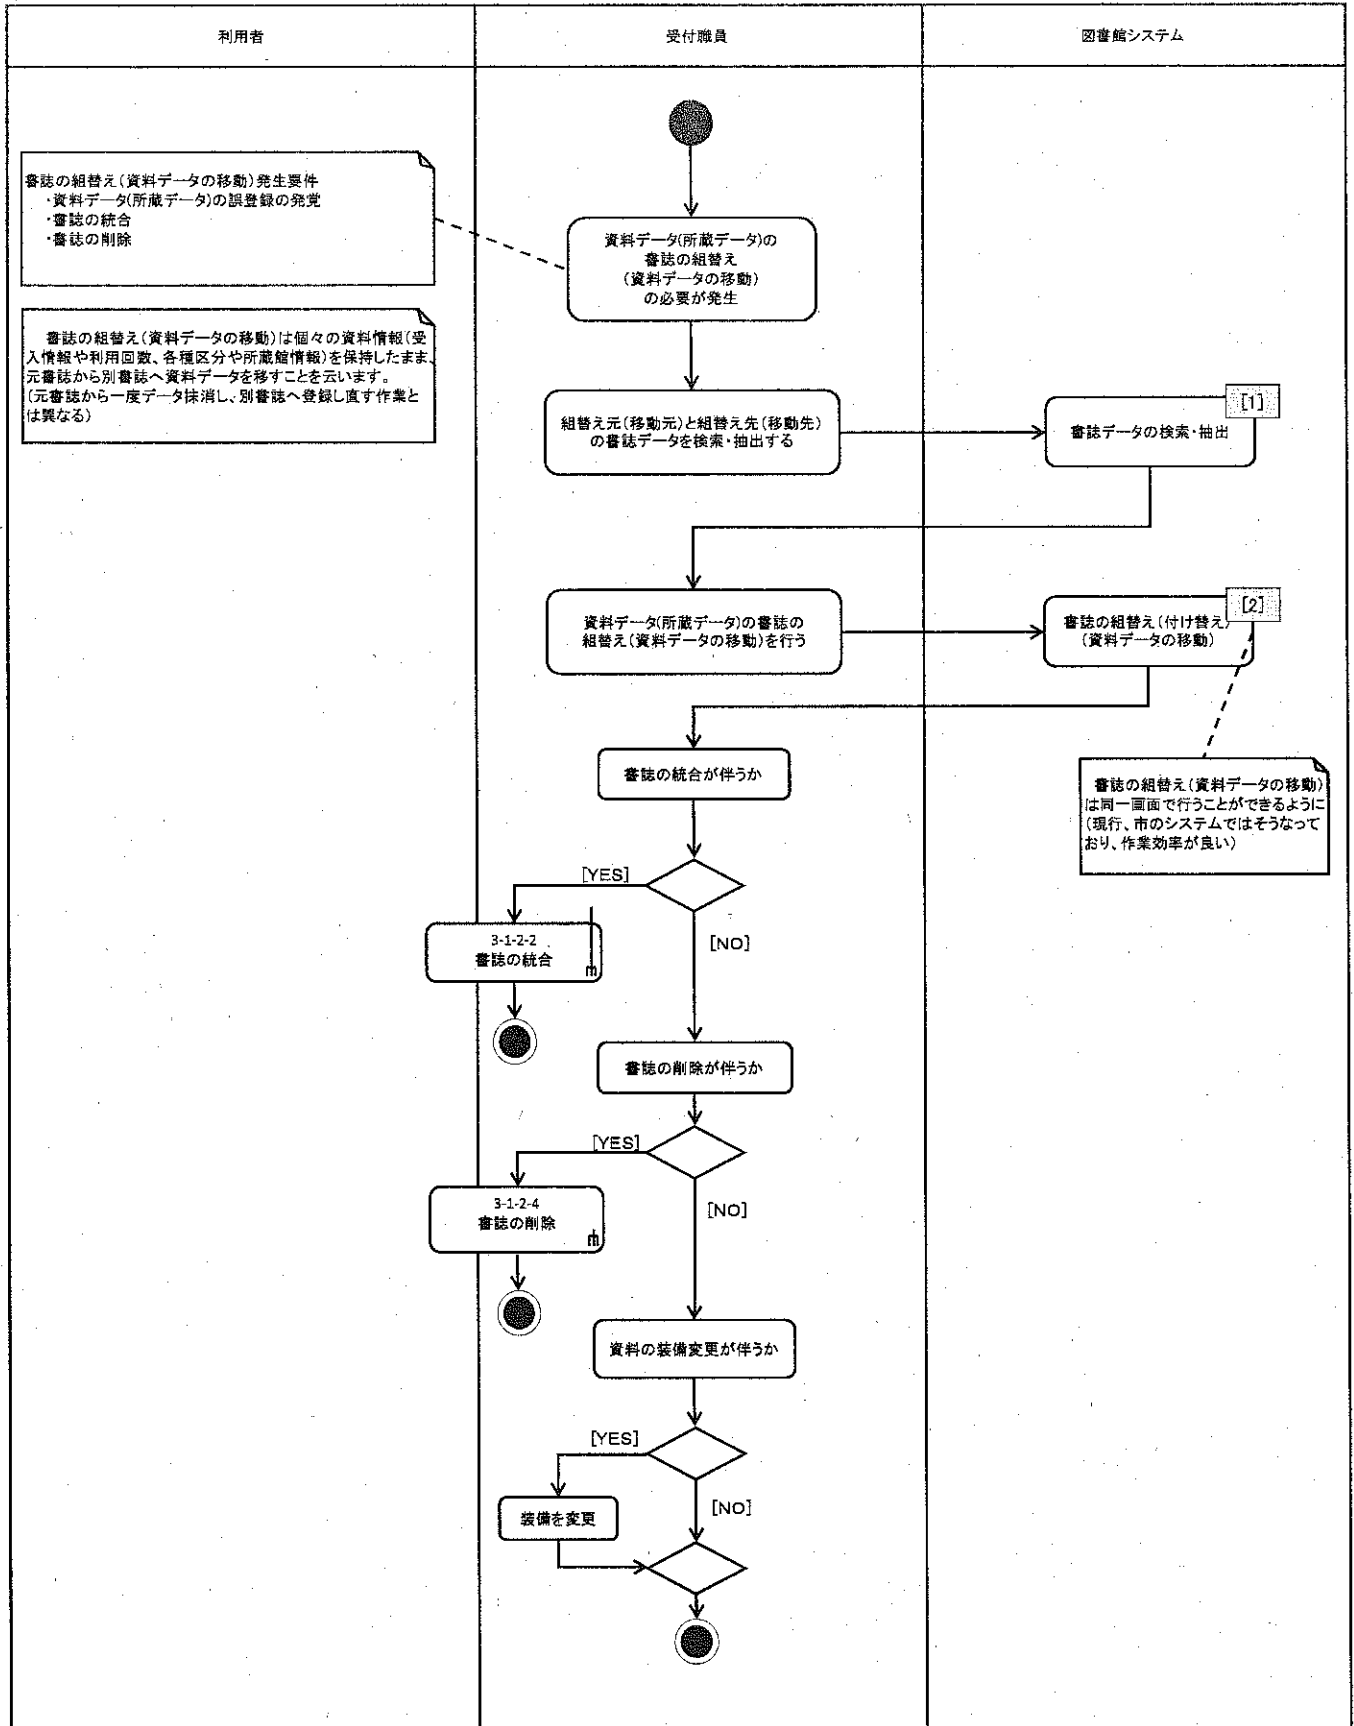 利用者
受付職員
図書館システム
書誌の組替え(資料データの移動)発生要件
・資料データ(所蔵データ)の誤登録の発覚
・書誌の統合
・書誌の削除
資料データ(所蔵データ)の
書誌の組替え
(資料データの移動)
の必要が発生
書誌の組替え(資料データの移動)は個々の資料情報(受
入情報や利用回数、各種区分や所蔵館情報)を保持したまま、
元書誌から別書誌へ資料データを移すことを云います。
(元書誌から一度データ抹消し、別書誌へ登録し直す作業と
は異なる)
組替え元(移動元)と組替え先(移動先)
の書誌データを検索・抽出する
[1]
書誌データの検索・抽出
資料データ(所蔵データ)の書誌の
組替え(資料データの移動)を行う
[2]
書誌の組替え(付け替え)
(資料データの移動)
書誌の統合が伴うか
書誌の組替え(資料データの移動)
は同一画面で行うことができるように
(現行、市のシステムではそうなって
おり、作業効率が良い)
[YES]
[NO]
3-1-2-2
書誌の統合
書誌の削除が伴うか
[YES]
[NO]
3-1-2-4
書誌の削除
資料の装備変更が伴うか
[YES]
[NO]
装備を変更